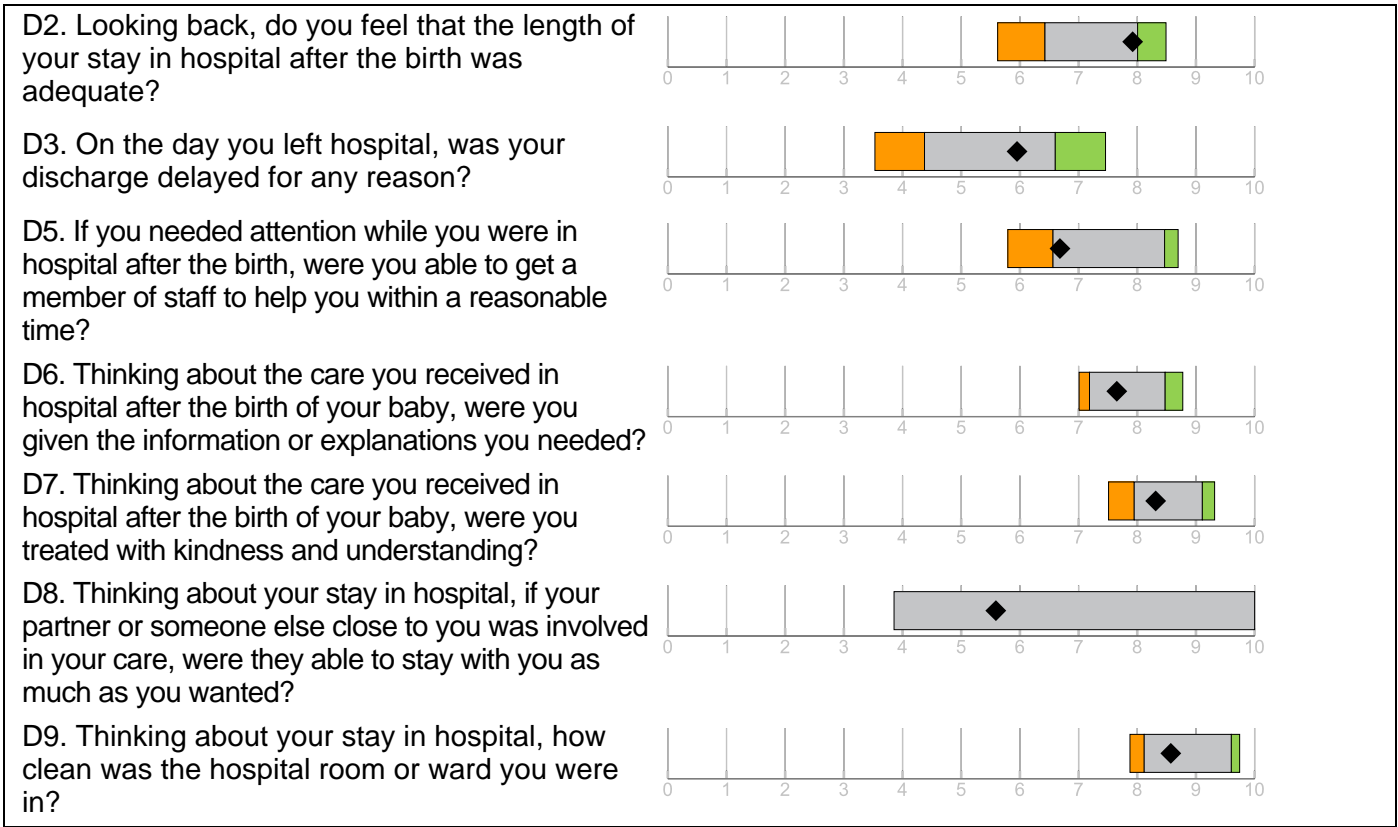 D2. Looking back, do you feel that the length of
your stay in hospital after the birth was
adequate?
0 1 2 3 4 5 6 7 8 9 10
D3. On the day you left hospital, was your
discharge delayed for any reason?
0 1 2 3 4 5 6 7 8 9 10
D5. If you needed attention while you were in
hospital after the birth, were you able to get a
member of staff to help you within a reasonable
time?
0 1 2 3 4 5 6 7 8 9 10
D6. Thinking about the care you received in
hospital after the birth of your baby, were you
given the information or explanations you needed?
0 1 2 3 4 5 6 7 8 9 10
D7. Thinking about the care you received in
hospital after the birth of your baby, were you
treated with kindness and understanding?
0 1 2 3 4 5 6 7 8 9 10
D8. Thinking about your stay in hospital, if your
partner or someone else close to you was involved
in your care, were they able to stay with you as
much as you wanted?
0 1 2 3 4 5 6 7 8 9 10
D9. Thinking about your stay in hospital, how
clean was the hospital room or ward you were
in?
0 1 2 3 4 5 6 7 8 9 10